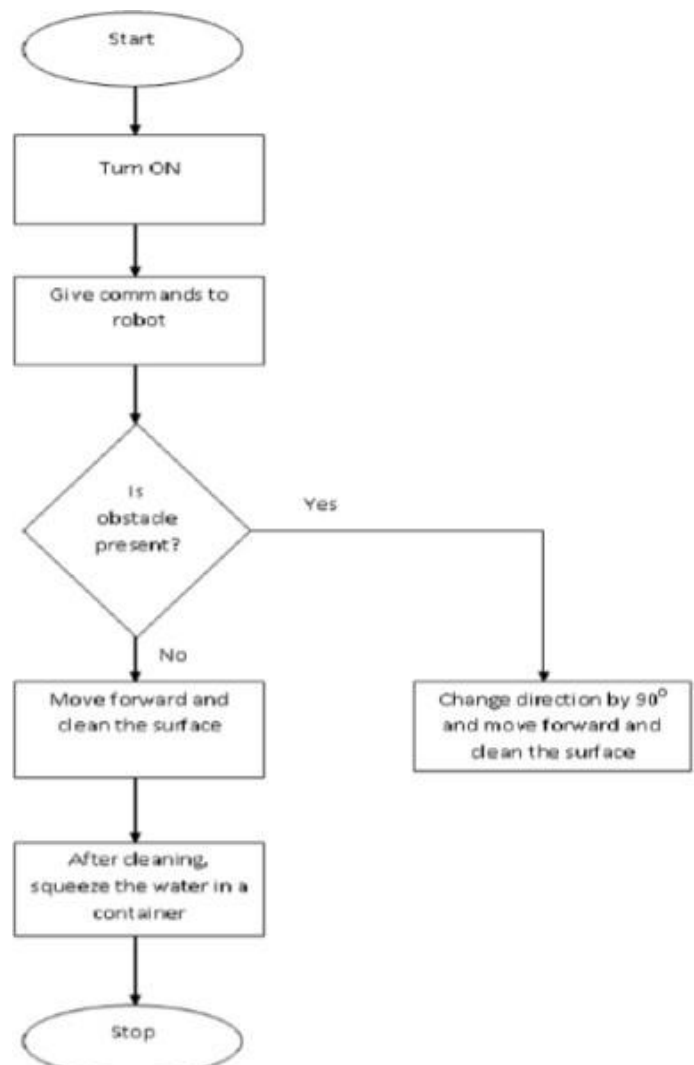 Start
Turn ON
Give commands to
robot
Is
obstacle
present?
Yes
No
Move forward and
clean the surface
Change direction by 90°
and move forward and
clean the surface
After cleaning,
squeeze the water in a
container
Stop